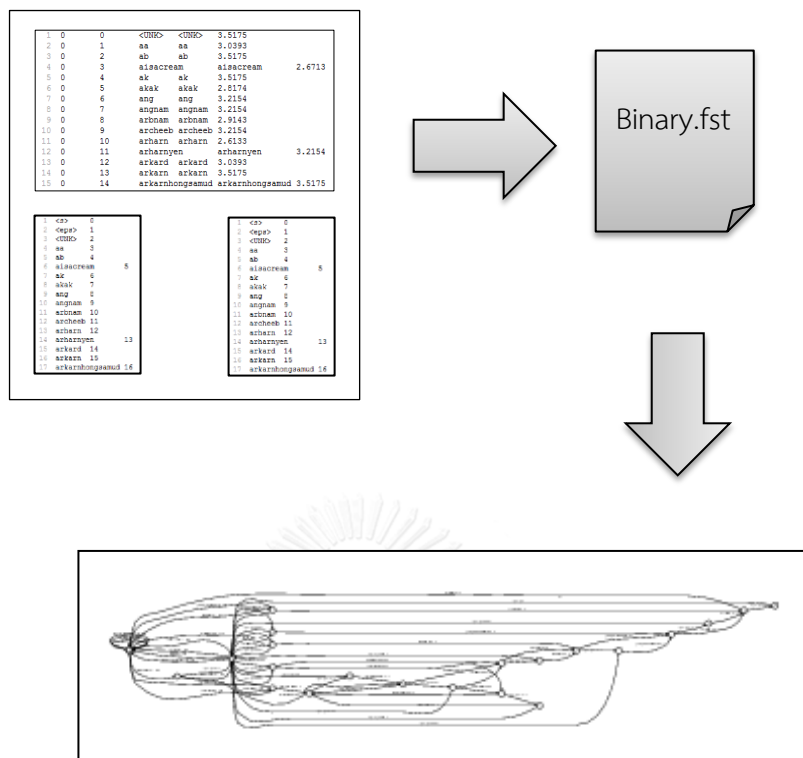 1 0 0 <UNK> <UNK> 3.5175
2 0 1 aa aa 3.0393
3 0 2 ab ab 3.5175
4 0 3 aisacream aisacream 2.6713
5 0 4 ak ak 3.5175
6 0 5 akak akak 2.8174
7 0 6 ang ang 3.2154
8 0 7 angnam angnam 3.2154
9 0 8 arbnam arbnam 2.9143
10 0 9 archeeb archeeb 3.2154
11 0 10 arharn arharn 2.6133
12 0 11 arharnyen arharnyen 3.2154
13 0 12 arkard arkard 3.0393
14 0 13 arkarn arkarn 3.5175
15 0 14 arkarnhongsamud arkarnhongsamud 3.5175
Binary.fst
1 <s> 0
2 <eps> 1
3 <UNK> 2
4 aa 3
5 ab 4
6 aisacream 5
7 ak 6
8 akak 7
9 ang 8
10 angnam 9
11 arbnam 10
12 archeeb 11
13 arharn 12
14 arharnyen 13
15 arkard 14
16 arkarn 15
17 arkarnhongsamud 16
1 <s> 0
2 <eps> 1
3 <UNK> 2
4 aa 3
5 ab 4
6 aisacream 5
7 ak 6
8 akak 7
9 ang 8
10 angnam 9
11 arbnam 10
12 archeeb 11
13 arharn 12
14 arharnyen 13
15 arkard 14
16 arkarn 15
17 arkarnhongsamud 16